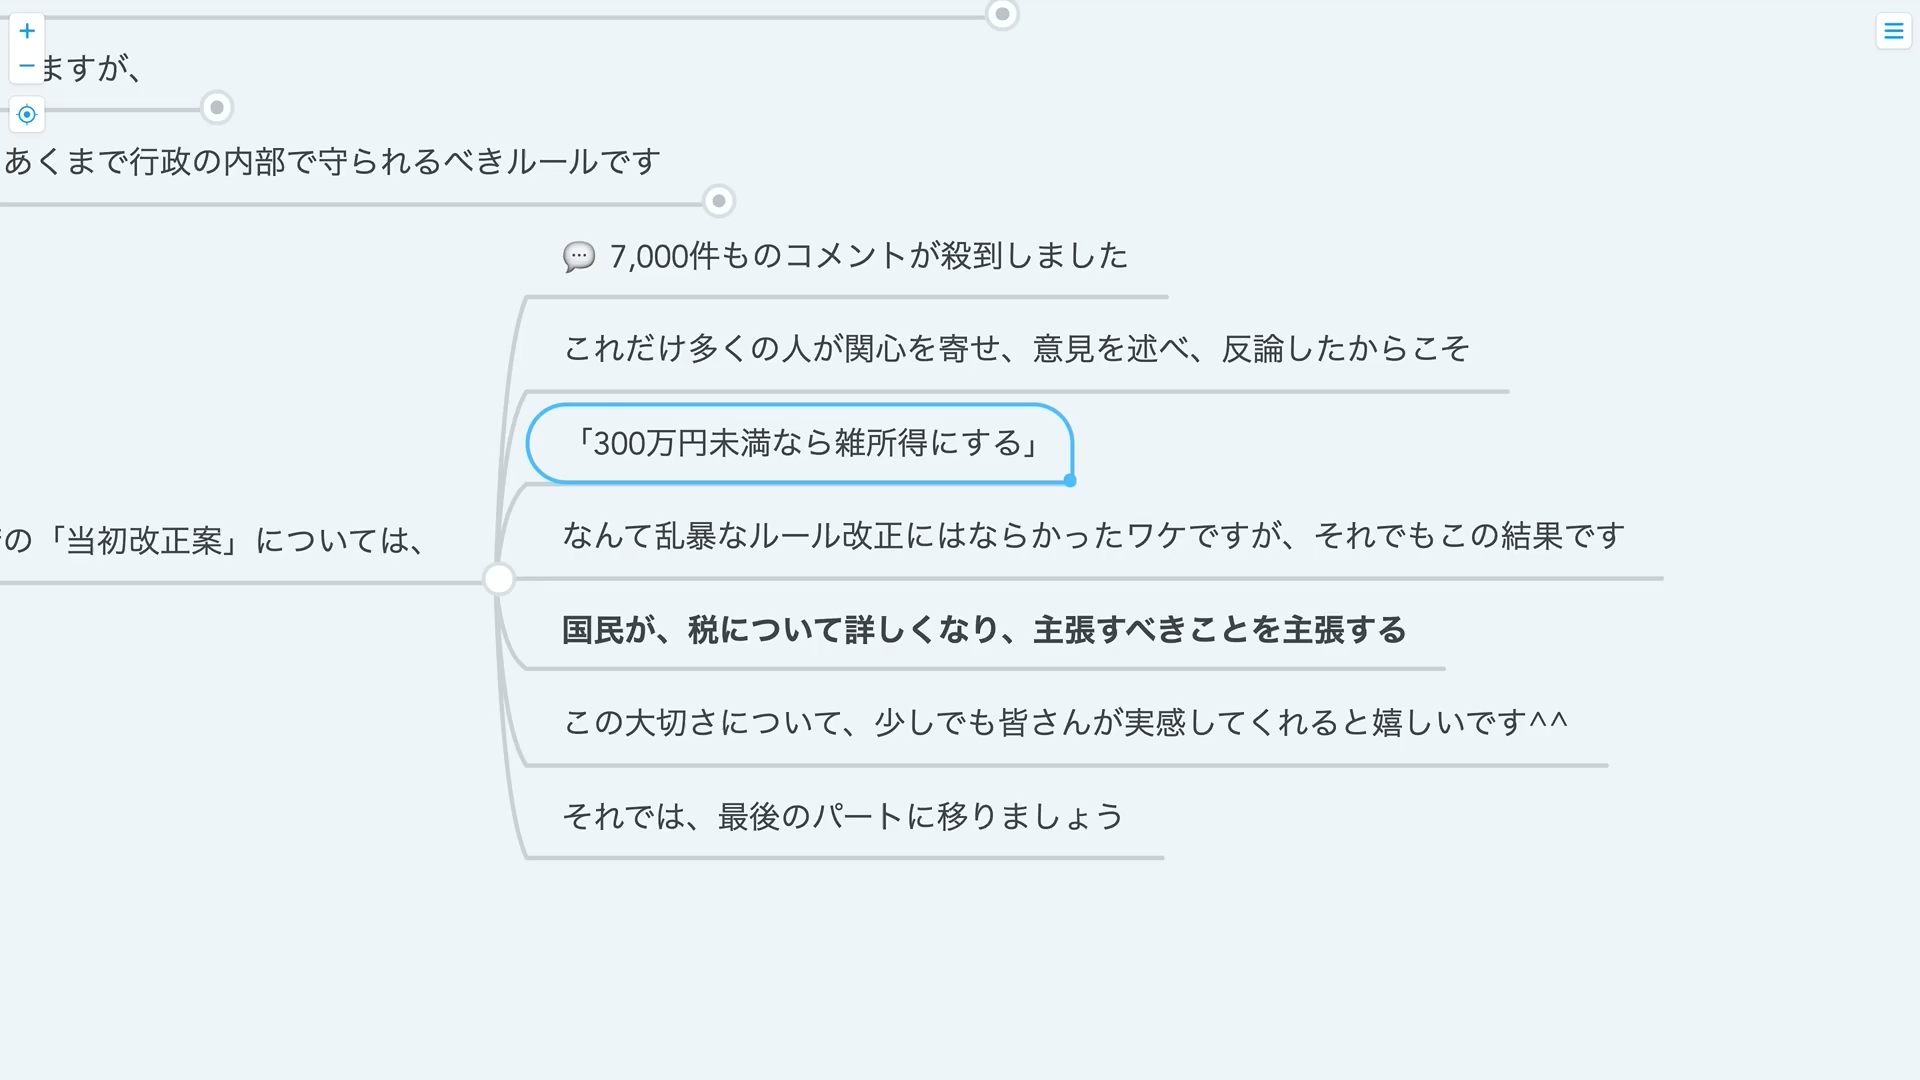 ますが、
あくまで行政の内部で守られるべきルールです
7,000件ものコメントが殺到しました
これだけ多くの人が関心を寄せ、意見を述べ、反論したからこそ
「300万円未満なら雑所得にする」
の「当初改正案」については、
なんて乱暴なルール改正にはならかったワケですが、それでもこの結果です
国民が、税について詳しくなり、主張すべきことを主張する
この大切さについて、少しでも皆さんが実感してくれると嬉しいです^^
それでは、最後のパートに移りましょう